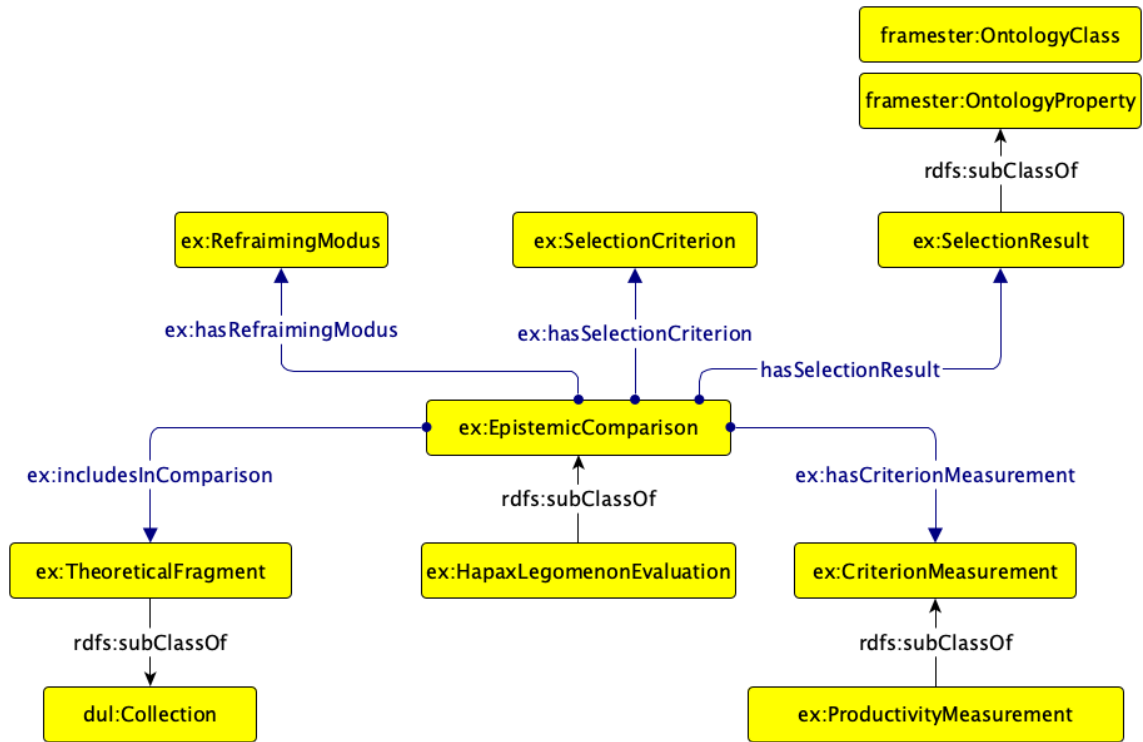 framester:OntologyClass
framester:OntologyProperty
rdfs:subClassOf
ex:RefraimingModus
ex:SelectionCriterion
ex:SelectionResult
ex:hasRefraimingModus
ex:hasSelectionCriterion
hasSelectionResult
ex:EpistemicComparison
ex:includesInComparison
ex:hasCriterionMeasurement
rdfs:subClassOf
ex:TheoreticalFragment
ex:HapaxLegomenonEvaluation
ex:CriterionMeasurement
rdfs:subClassOf
rdfs:subClassOf
dul:Collection
ex:ProductivityMeasurement